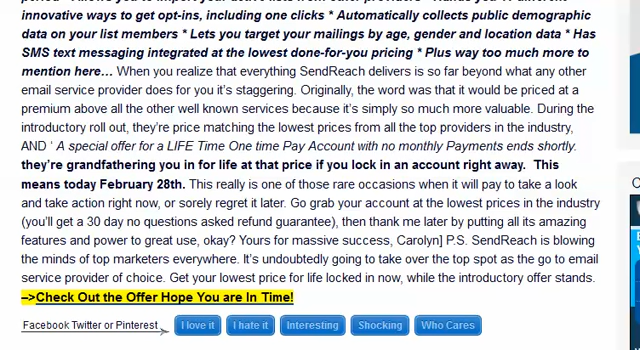 innovative ways to get opt-ins, including one clicks * Automatically collects public demographic
data on your list members * Lets you target your mailings by age, gender and location data * Has
SMS text messaging integrated at the lowest done-for-you pricing * Plus way too much more to
mention here… When you realize that everything SendReach delivers is so far beyond what any other
email service provider does for you it's staggering. Originally, the word was that it would be priced at a
premium above all the other well known services because it's simply so much more valuable. During the
introductory roll out, they're price matching the lowest prices from all the top providers in the industry,
AND ' A special offer for a LIFE Time One time Pay Account with no monthly Payments ends shortly.
they're grandfathering you in for life at that price if you lock in an account right away. This
means today February 28th. This really is one of those rare occasions when it will pay to take a look
and take action right now, or sorely regret it later. Go grab your account at the lowest prices in the industry
(you'll get a 30 day no questions asked refund guarantee), then thank me later by putting all its amazing
features and power to great use, okay? Yours for massive success, Carolyn] P.S. SendReach is blowing
the minds of top marketers everywhere. It's undoubtedly going to take over the top spot as the go to email
service provider of choice. Get your lowest price for life locked in now, while the introductory offer stands.
–>Check Out the Offer Hope You are In Time!
Facebook Twitter or Pinterest I love it I hate it Interesting Shocking Who Cares